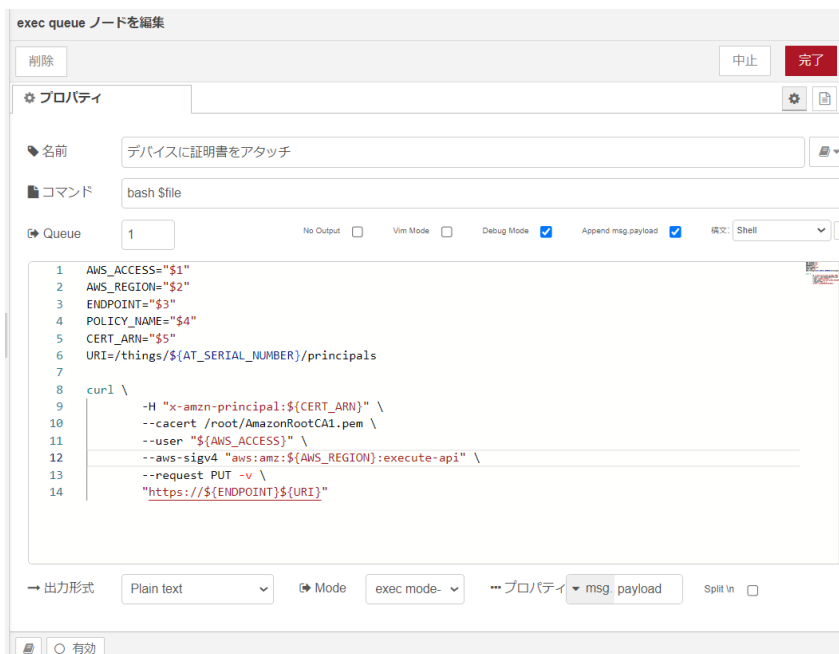 exec queue ノードを編集
削除
中止
完了
プロパティ
名前
デバイスに証明書をアタッチ
コマンド
bash $file
Queue
1
No Output
Vim Mode
Debug Mode
Append msg.payload
構文:
Shell
1 AWS_ACCESS="$1"
2 AWS_REGION="$2"
3 ENDPOINT="$3"
4 POLICY_NAME="$4"
5 CERT_ARN="$5"
6 URI=/things/${AT_SERIAL_NUMBER}/principals
7
8 curl \
9 -H "x-amzn-principal:${CERT_ARN}" \
10 --cacert /root/AmazonRootCA1.pem \
11 --user "${AWS_ACCESS}" \
12 --aws-sigv4 "aws:amz:${AWS_REGION}:execute-api" \
13 --request PUT -v \
14 "https://${ENDPOINT}${URI}"
出力形式
Plain text
Mode
exec mode-
プロパティ
msg. payload
Split \n
有効